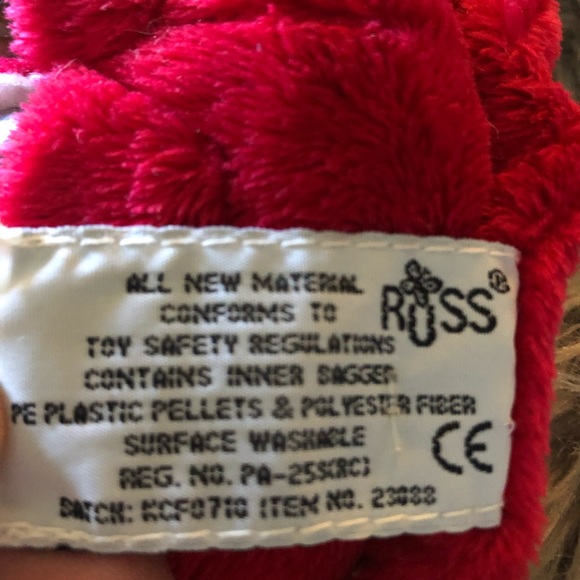 ALL NEW MATERIAL
RUSS®
CONFORMS TO
TOY SAFETY REGULATIONS
CONTAINS INNER BAGGED
PE PLASTIC PELLETS & POLYESTER FIBER
SURFACE WASHABLE
CE
REG. NO. PA-255(RC)
BATCH: KCF0710 ITEM NO. 23088